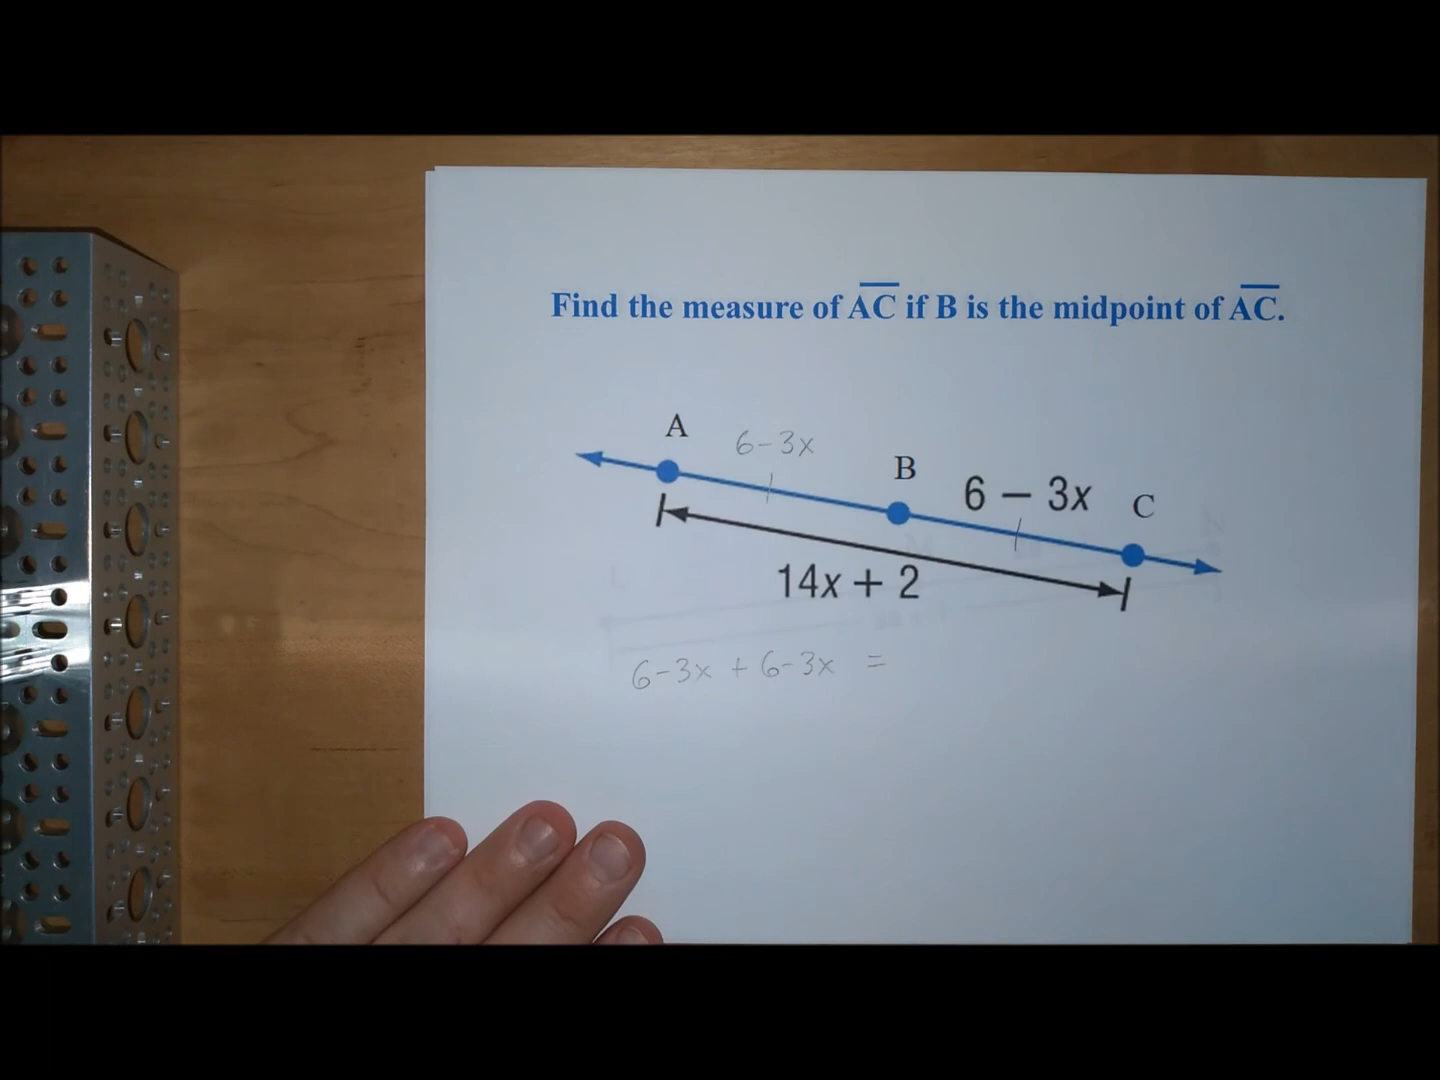 Find the measure of AC if B is the midpoint of AC.
A
6-3x
B
6 – 3x
C
14x + 2
6-3x + 6-3x =